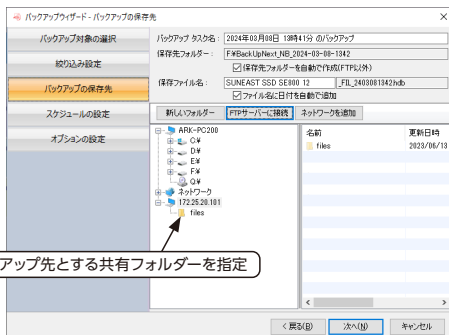 バックアップウィザード - バックアップの保存先
バックアップ対象の選択
絞り込み設定
バックアップの保存先
スケジュールの設定
オプションの設定
バックアップ タスク名 : 2024年03月08日 13時41分 のバックアップ
保存先フォルダー : F:¥BackUpNext_NB_2024-03-08-1342
保存先フォルダーを自動で作成(FTP以外)
保存ファイル名 : SUNEAST SSD SE800 12 _FIL_2403081342.hdb
ファイル名に日付を自動で追加
新しいフォルダー FTPサーバーに接続 ネットワークを追加
ARK-PC200
C:¥
D:¥
E:¥
F:¥
Q:¥
ネットワーク
172.25.20.101
files
名前 更新日時
files 2023/06/13
アップ先とする共有フォルダーを指定
< 戻る(B) 次へ(N) キャンセル